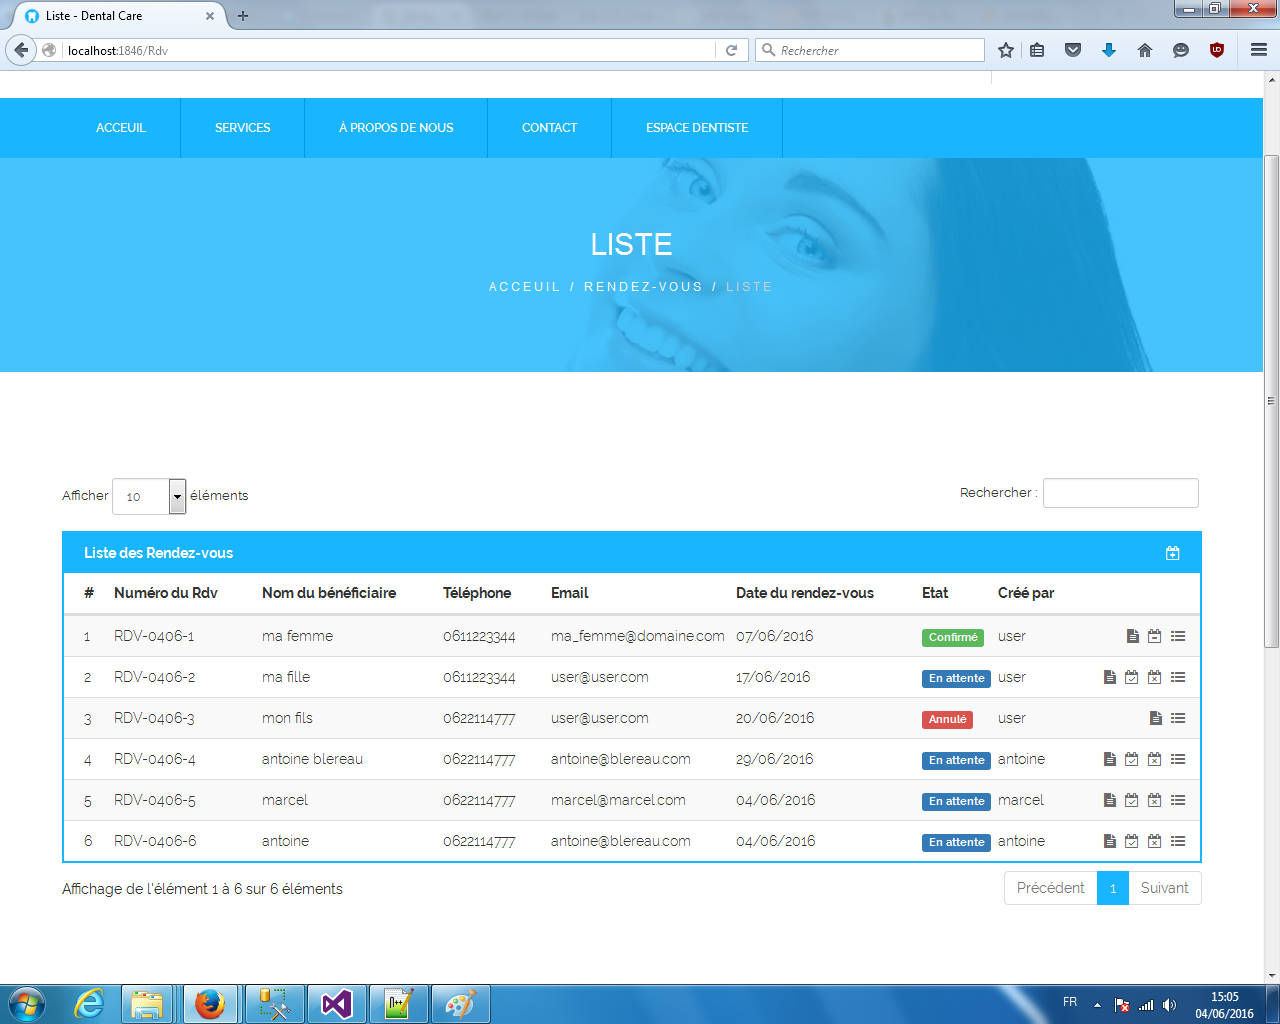 Liste - Dental Care
localhost:1846/Rdv
Rechercher
ACCEUIL SERVICES À PROPOS DE NOUS CONTACT ESPACE DENTISTE
LISTE
ACCEUIL / RENDEZ-VOUS / LISTE
Afficher 10 éléments Rechercher :
Liste des Rendez-vous
# Numéro du Rdv Nom du bénéficiaire Téléphone Email Date du rendez-vous Etat Créé par
1 RDV-0406-1 ma femme 0611223344 ma_femme@domaine.com 07/06/2016 Confirmé user
2 RDV-0406-2 ma fille 0611223344 user@user.com 17/06/2016 En attente user
3 RDV-0406-3 mon fils 0622114777 user@user.com 20/06/2016 Annulé user
4 RDV-0406-4 antoine blereau 0622114777 antoine@blereau.com 29/06/2016 En attente antoine
5 RDV-0406-5 marcel 0622114777 marcel@marcel.com 04/06/2016 En attente marcel
6 RDV-0406-6 antoine 0622114777 antoine@blereau.com 04/06/2016 En attente antoine
Affichage de l'élément 1 à 6 sur 6 éléments Précédent 1 Suivant
FR 15:05
04/06/2016